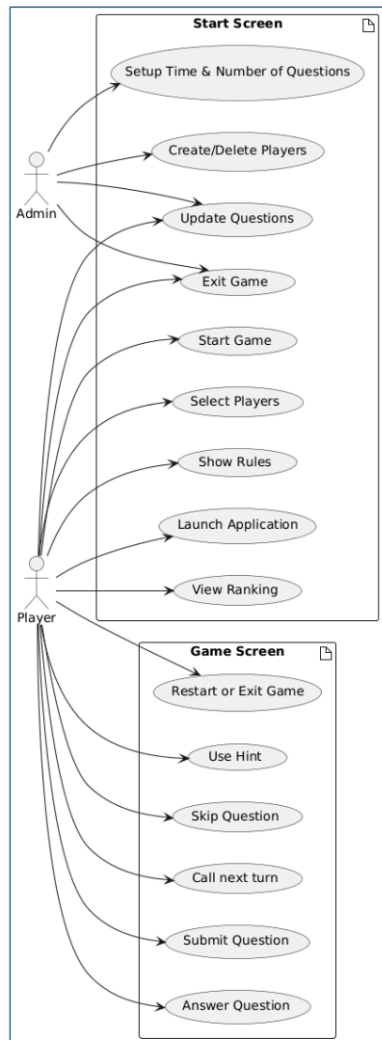 Start Screen
Setup Time & Number of Questions
Create/Delete Players
Admin
Update Questions
Exit Game
Start Game
Select Players
Show Rules
Launch Application
Player
View Ranking
Game Screen
Restart or Exit Game
Use Hint
Skip Question
Call next turn
Submit Question
Answer Question